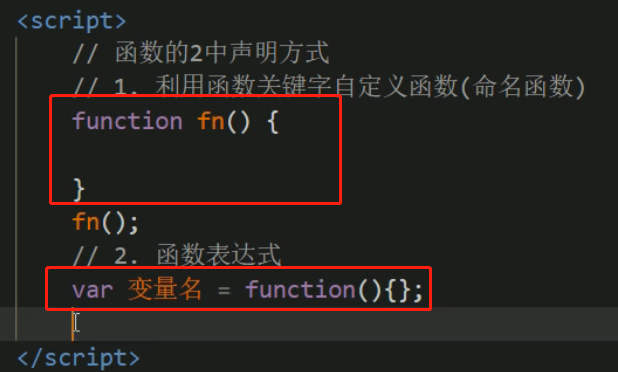 <script>
// 函数的2中声明方式
// 1. 利用函数关键字自定义函数(命名函数)
function fn() {
}
fn();
// 2. 函数表达式
var 变量名 = function(){};
</script>